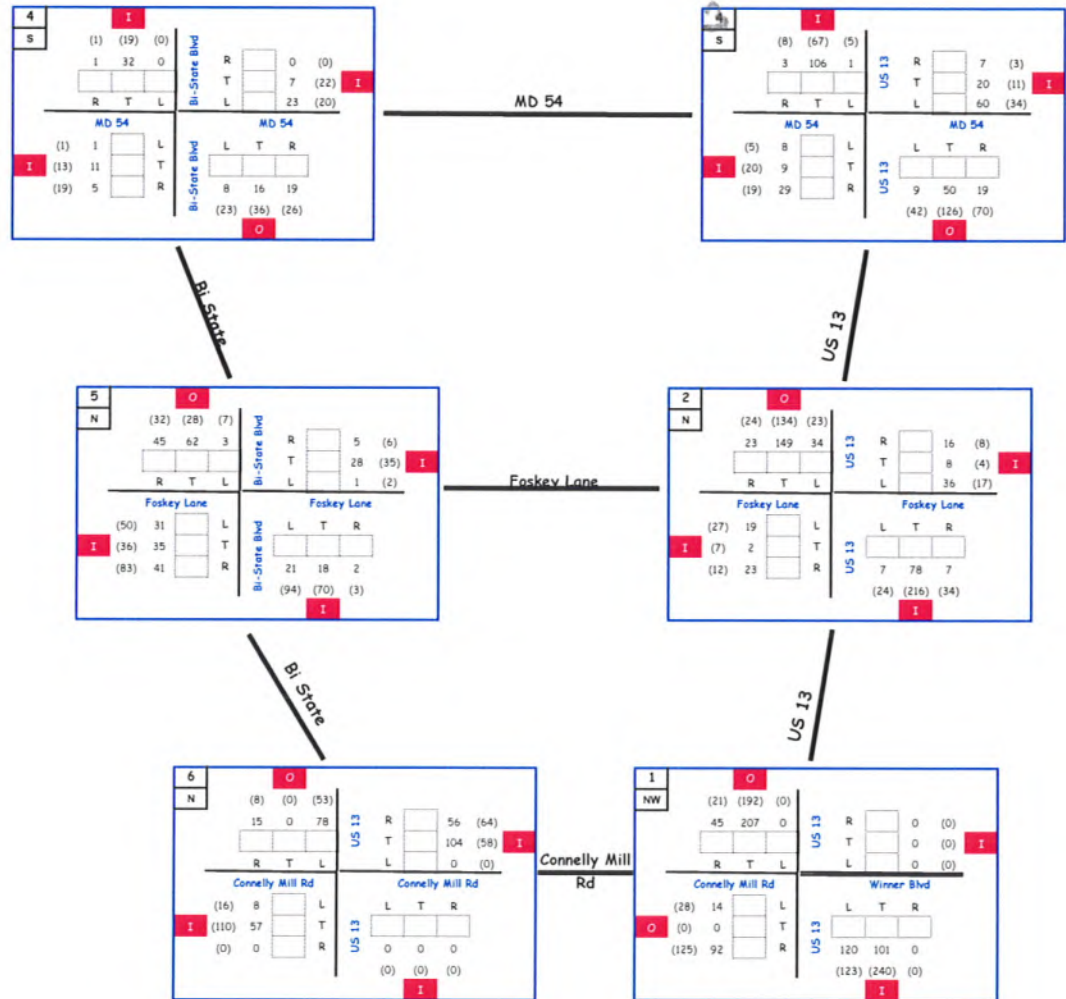 4
S
I
(1) (19) (0)
1 32 0
R T L
Bi-State Blvd
R 0 (0)
T 7 (22) I
L 23 (20)
MD 54
MD 54
(1) 1 L
I (13) 11 T
(19) 5 R
Bi-State Blvd
L T R
8 16 19
(23) (36) (26)
O
MD 54
S
I
(8) (67) (5)
3 106 1
R T L
US 13
R 7 (3)
T 20 (11) I
L 60 (34)
MD 54
MD 54
(5) 8 L
I (20) 9 T
(19) 29 R
US 13
L T R
9 50 19
(42) (126) (70)
O
Bi State
US 13
5
N
O
(32) (28) (7)
45 62 3
R T L
Bi-State Blvd
R 5 (6)
T 28 (35) I
L 1 (2)
Foskey Lane
Foskey Lane
(50) 31 L
I (36) 35 T
(83) 41 R
Bi-State Blvd
L T R
21 18 2
(94) (70) (3)
I
Foskey Lane
2
N
O
(24) (134) (23)
23 149 34
R T L
US 13
R 16 (8)
T 8 (4) I
L 36 (17)
Foskey Lane
Foskey Lane
(27) 19 L
I (7) 2 T
(12) 23 R
US 13
L T R
7 78 7
(24) (216) (34)
I
Bi State
US 13
6
N
O
(8) (0) (53)
15 0 78
R T L
US 13
R 56 (64)
T 104 (58) I
L 0 (0)
Connelly Mill Rd
Connelly Mill Rd
(16) 8 L
I (110) 57 T
(0) 0 R
US 13
L T R
0 0 0
(0) (0) (0)
I
Connelly Mill
Rd
1
NW
O
(21) (192) (0)
45 207 0
R T L
US 13
R 0 (0)
T 0 (0) I
L 0 (0)
Connelly Mill Rd
Winner Blvd
(28) 14 L
O (0) 0 T
(125) 92 R
US 13
L T R
120 101 0
(123) (240) (0)
I